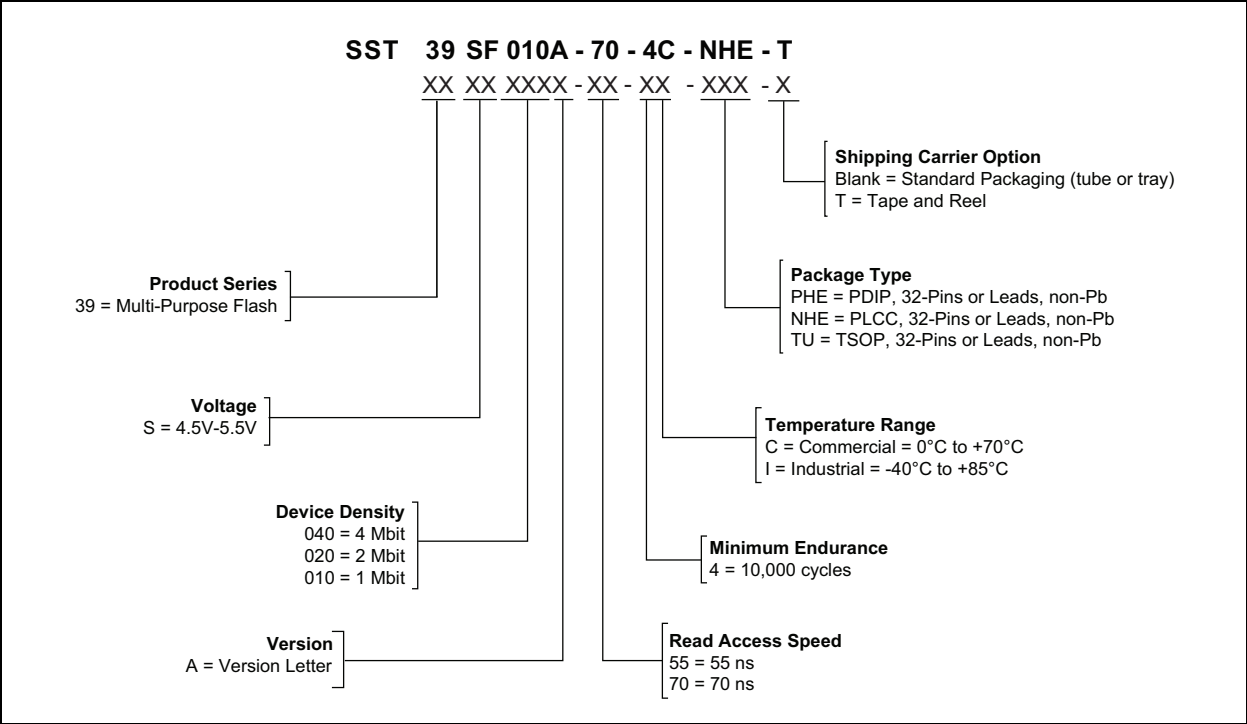 SST 39 SF 010A - 70 - 4C - NHE - T
XX XX XXXX - XX - XX - XXX - X
Shipping Carrier Option
Blank = Standard Packaging (tube or tray)
T = Tape and Reel
Product Series
39 = Multi-Purpose Flash
Package Type
PHE = PDIP, 32-Pins or Leads, non-Pb
NHE = PLCC, 32-Pins or Leads, non-Pb
TU = TSOP, 32-Pins or Leads, non-Pb
Voltage
S = 4.5V-5.5V
Temperature Range
C = Commercial = 0°C to +70°C
I = Industrial = -40°C to +85°C
Device Density
040 = 4 Mbit
020 = 2 Mbit
010 = 1 Mbit
Minimum Endurance
4 = 10,000 cycles
Version
A = Version Letter
Read Access Speed
55 = 55 ns
70 = 70 ns